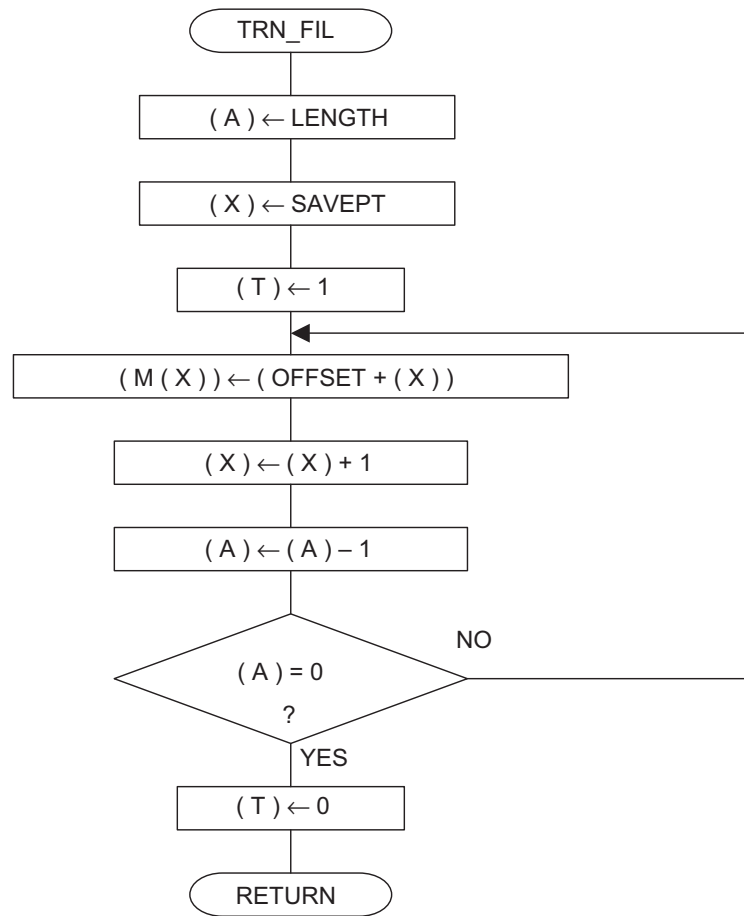 TRN_FIL
( A ) ← LENGTH
( X ) ← SAVEPT
( T ) ← 1
( M ( X ) ) ← ( OFFSET + ( X ) )
( X ) ← ( X ) + 1
( A ) ← ( A ) – 1
NO
( A ) = 0
?
YES
( T ) ← 0
RETURN